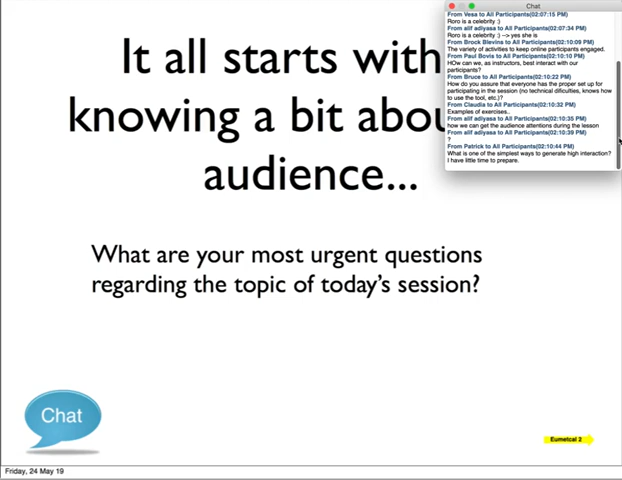 It all starts with
knowing a bit abou
audience...
What are your most urgent questions
regarding the topic of today's session?
Chat
Eumetcal 2
Friday, 24 May 19
Chat
From Vesa to All Participants(02:07:15 PM)
Roro is a celebrity :)
From alif adiyasa to All Participants(02:07:34 PM)
Roro is a celebrity :) --> yes she is
From Brock Blevins to All Participants(02:10:09 PM)
The variety of activities to keep online participants engaged.
From Paul Bovis to All Participants(02:10:10 PM)
HOw can we, as instructors, best interact with our
participants?
From Bruce to All Participants(02:10:22 PM)
How do you assure that everyone has the proper set up for
participating in the session (no technical dificulties, knows how
to use the tool, etc.)?
From Claudia to All Participants(02:10:32 PM)
Examples of exercises..
From alif adiyasa to All Participants(02:10:35 PM)
how we can get the audience attentions during the lesson
From alif adiyasa to All Participants(02:10:39 PM)
?
From Patrick to All Participants(02:10:44 PM)
What is one of the simplest ways to generate high interaction?
I have little time to prepare.